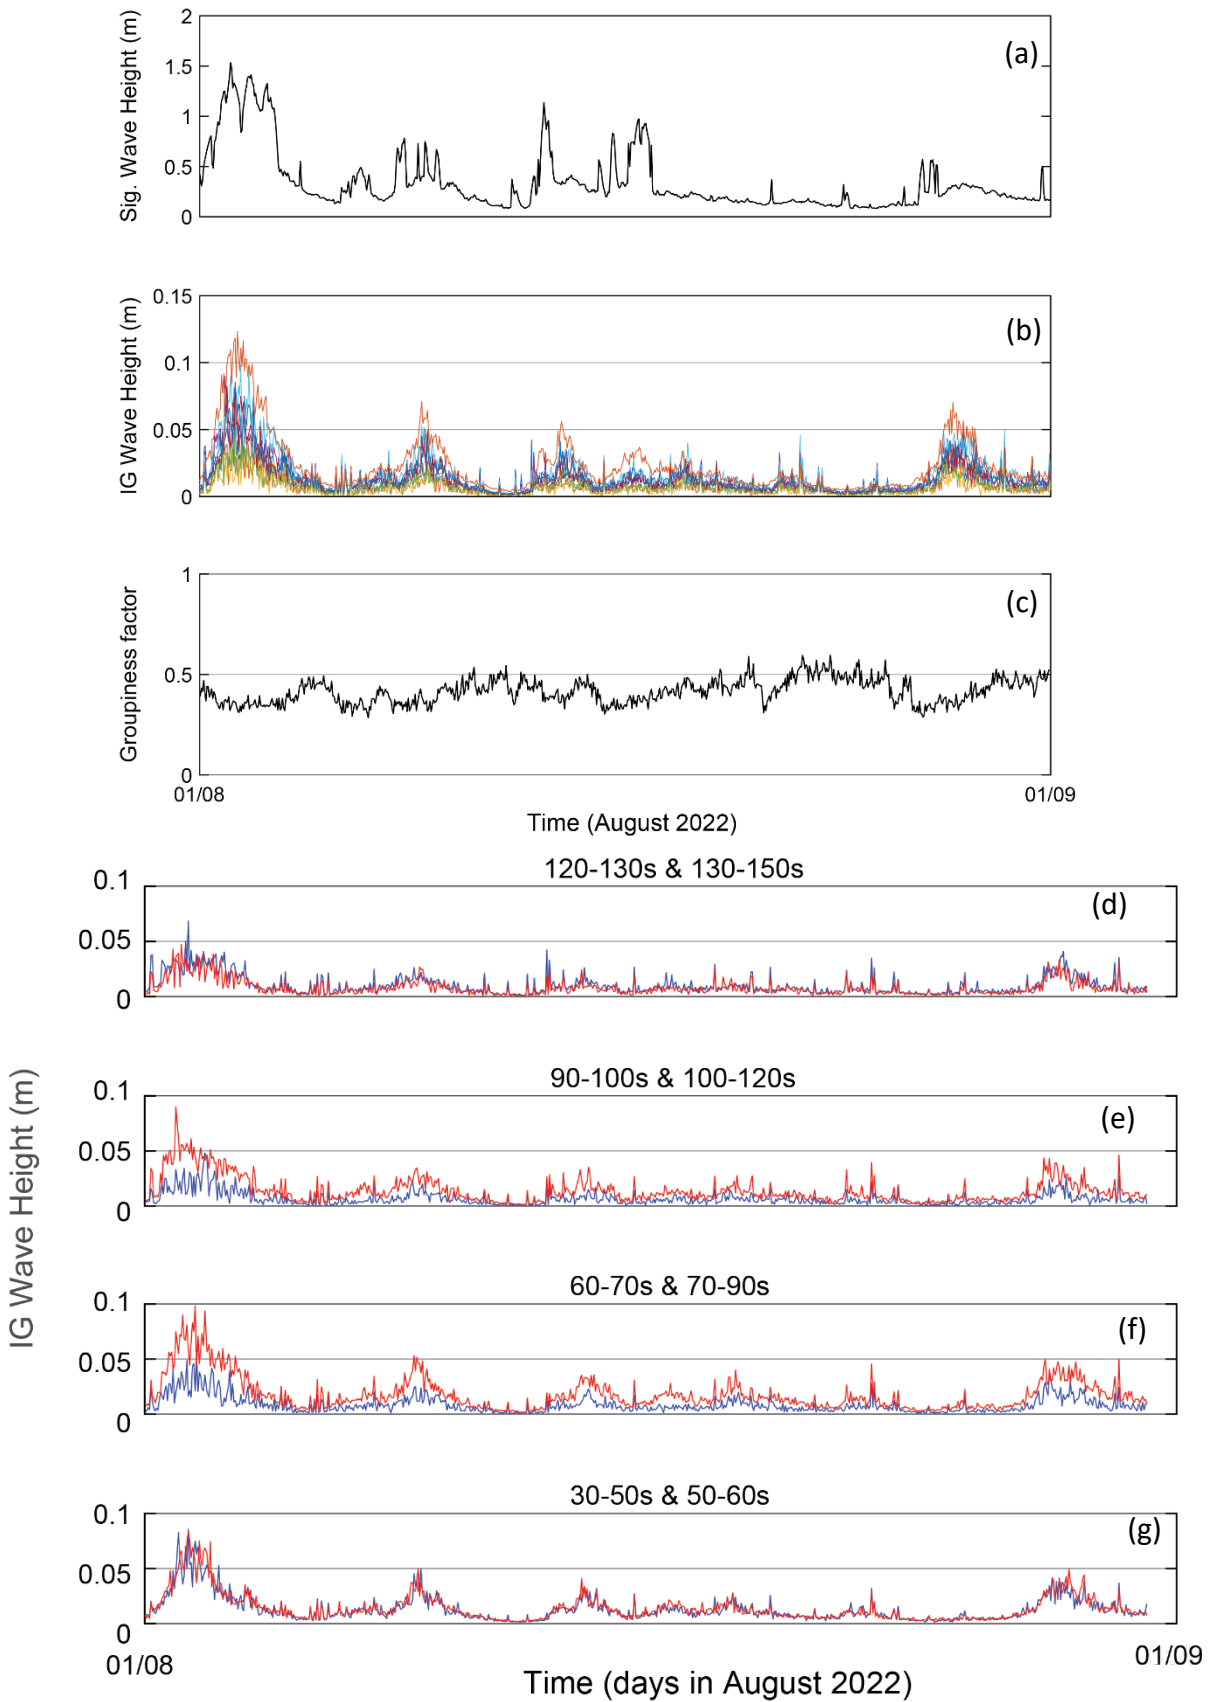 Sig. Wave Height (m)
2
1.5
1
0.5
0
(a)
IG Wave Height (m)
0.15
0.1
0.05
0
(b)
Groupiness factor
1
0.5
0
(c)
01/08
01/09
Time (August 2022)
120-130s & 130-150s
0.1
0.05
0
(d)
IG Wave Height (m)
90-100s & 100-120s
0.1
0.05
0
(e)
60-70s & 70-90s
0.1
0.05
0
(f)
30-50s & 50-60s
0.1
0.05
0
(g)
01/08
01/09
Time (days in August 2022)